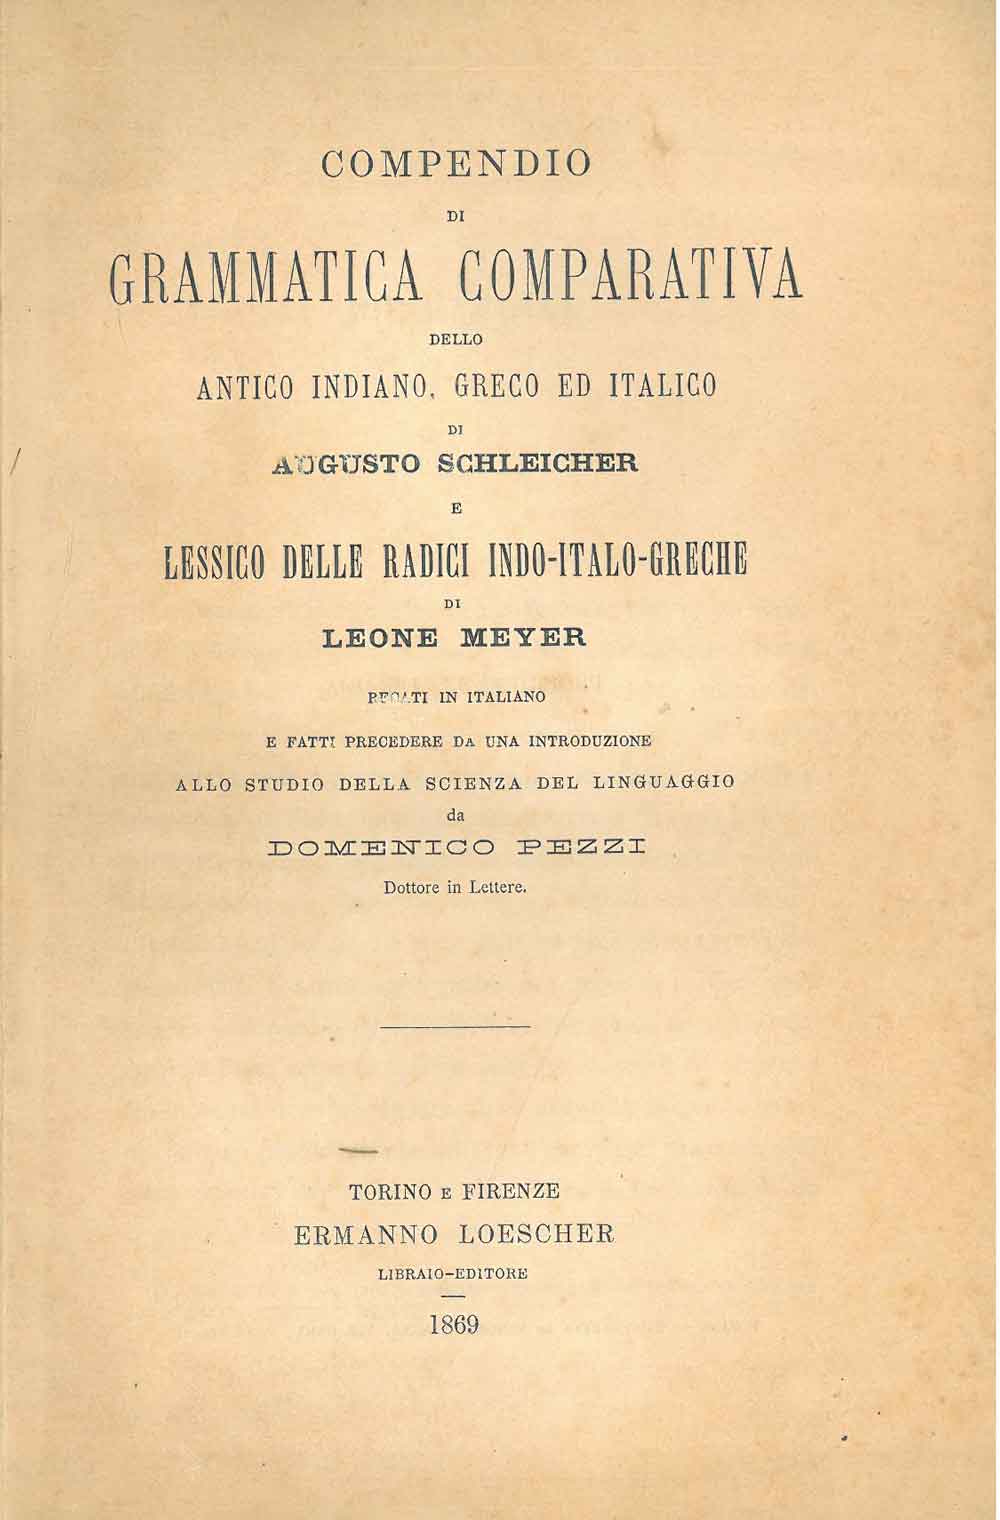 COMPENDIO
DI
GRAMMATICA COMPARATIVA
DELLO
ANTICO INDIANO, GRECO ED ITALICO
DI
AUGUSTO SCHLEICHER
E
LESSICO DELLE RADICI INDO-ITALO-GRECHE
DI
LEONE MEYER
RECATI IN ITALIANO
E FATTI PRECEDERE DA UNA INTRODUZIONE
ALLO STUDIO DELLA SCIENZA DEL LINGUAGGIO
da
DOMENICO PEZZI
Dottore in Lettere.
TORINO E FIRENZE
ERMANNO LOESCHER
LIBRAIO-EDITORE
1869